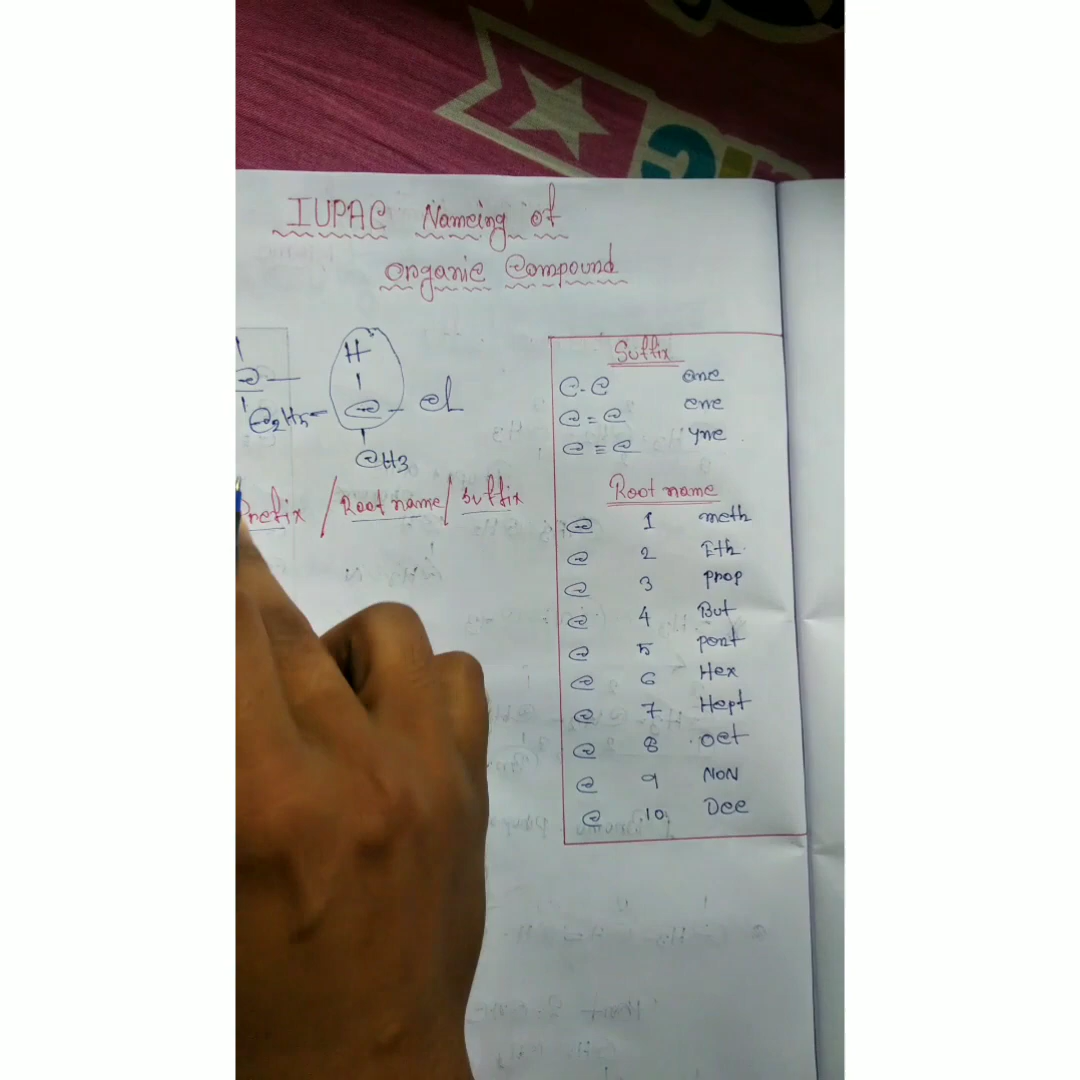 IUPAC Nameing of
organic Compound
H
C
C2H5 - C - Cl
CH3
Prefix / Root name / suffix
Suffix
C - C ane
C = C ene
C ≡ C yne
Root name
C 1 meth
C 2 Eth
C 3 prop
C 4 But
C 5 pent
C 6 Hex
C 7 Hept
C 8 Oct
C 9 NON
C 10 Dec